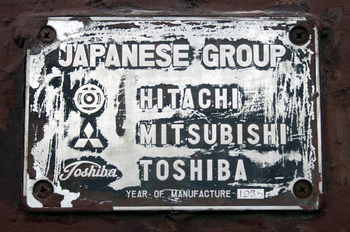 JAPANESE GROUP
HITACHI
MITSUBISHI
Toshiba TOSHIBA
YEAR OF MANUFACTURE